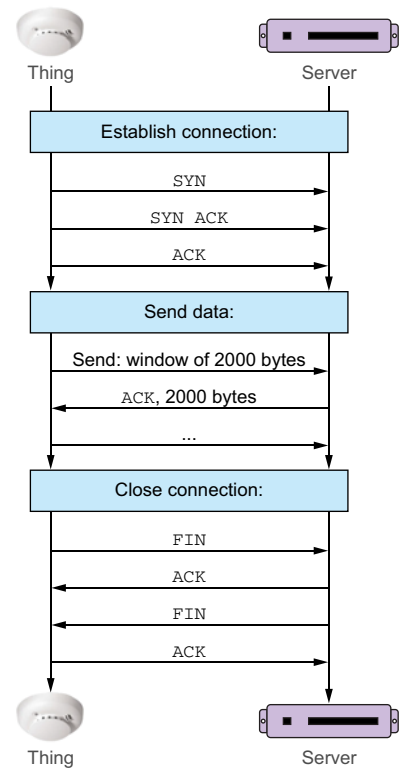 Thing Server
Establish connection:
SYN
SYN ACK
ACK
Send data:
Send: window of 2000 bytes
ACK, 2000 bytes
...
Close connection:
FIN
ACK
FIN
ACK
Thing Server